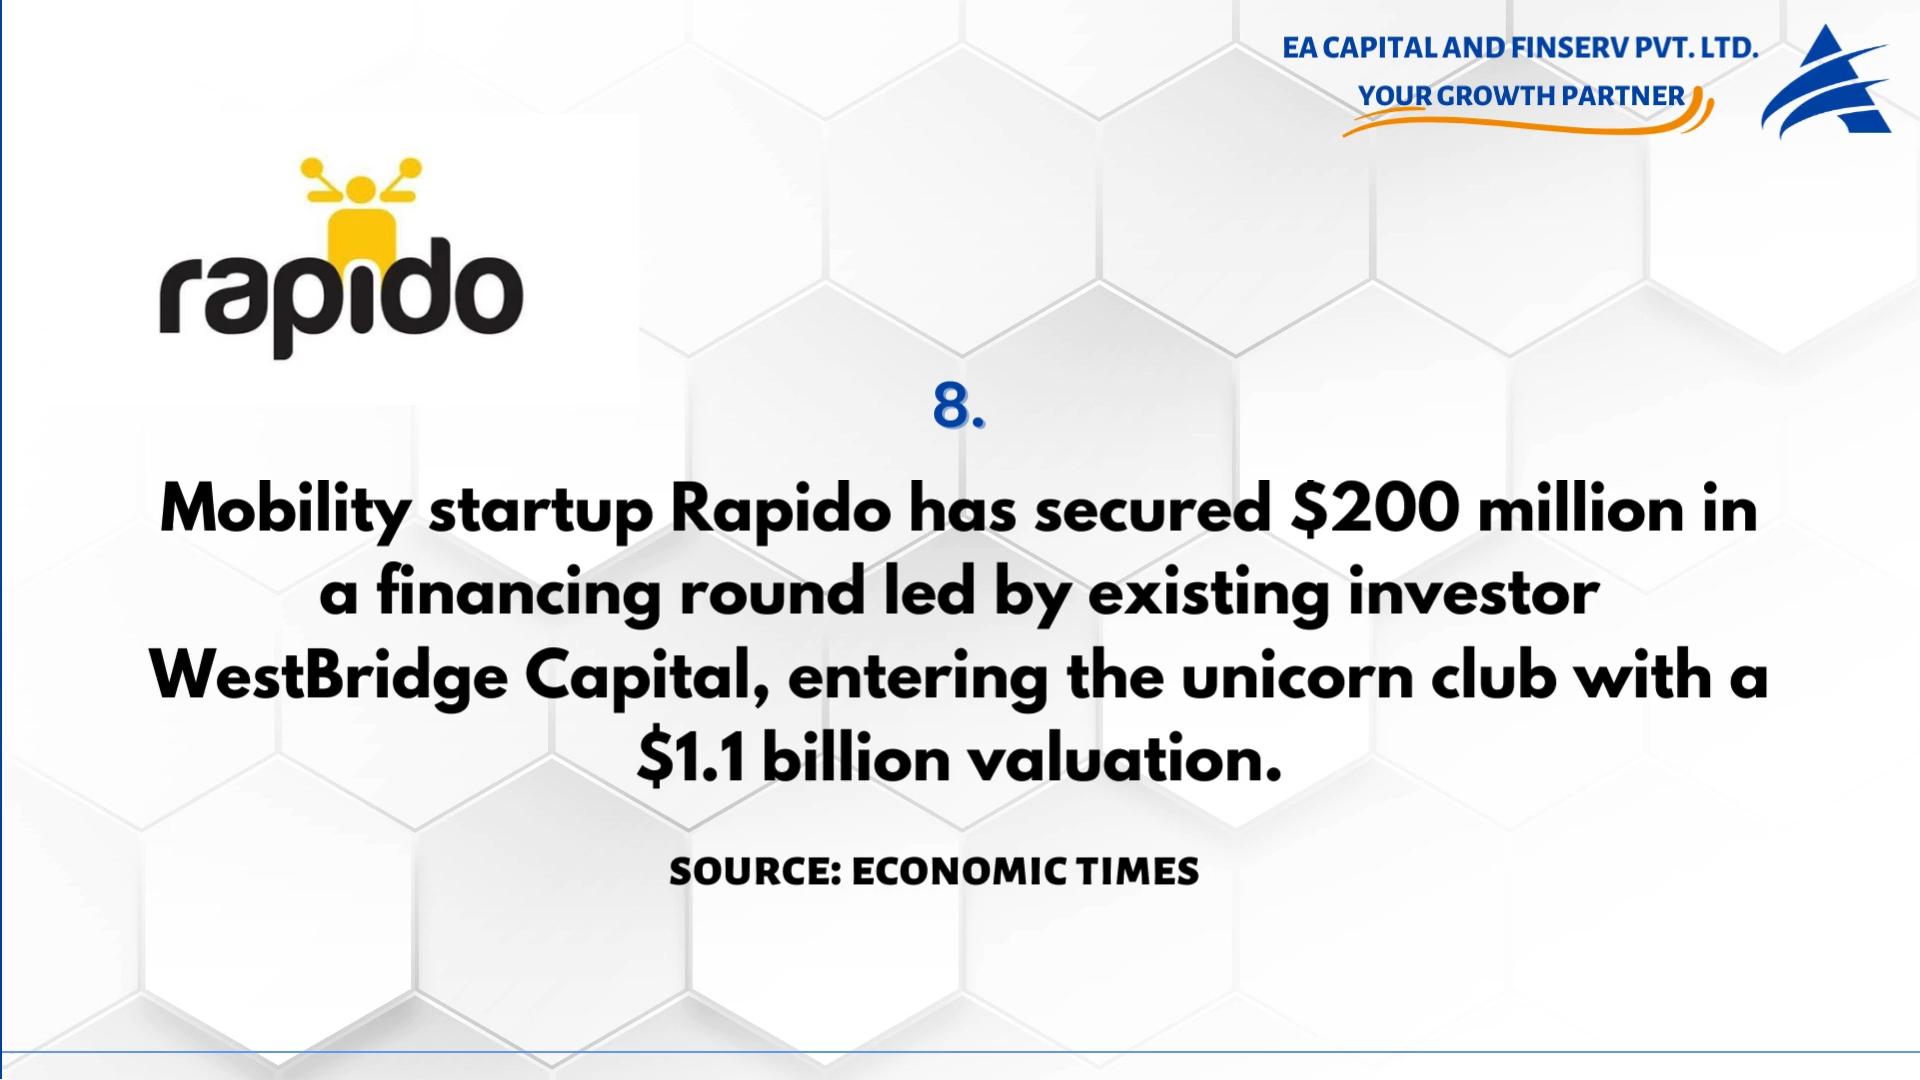 EA CAPITAL AND FINSERV PVT. LTD.
YOUR GROWTH PARTNER
rapido
8.
Mobility startup Rapido has secured $200 million in
a financing round led by existing investor
WestBridge Capital, entering the unicorn club with a
$1.1 billion valuation.
SOURCE: ECONOMIC TIMES